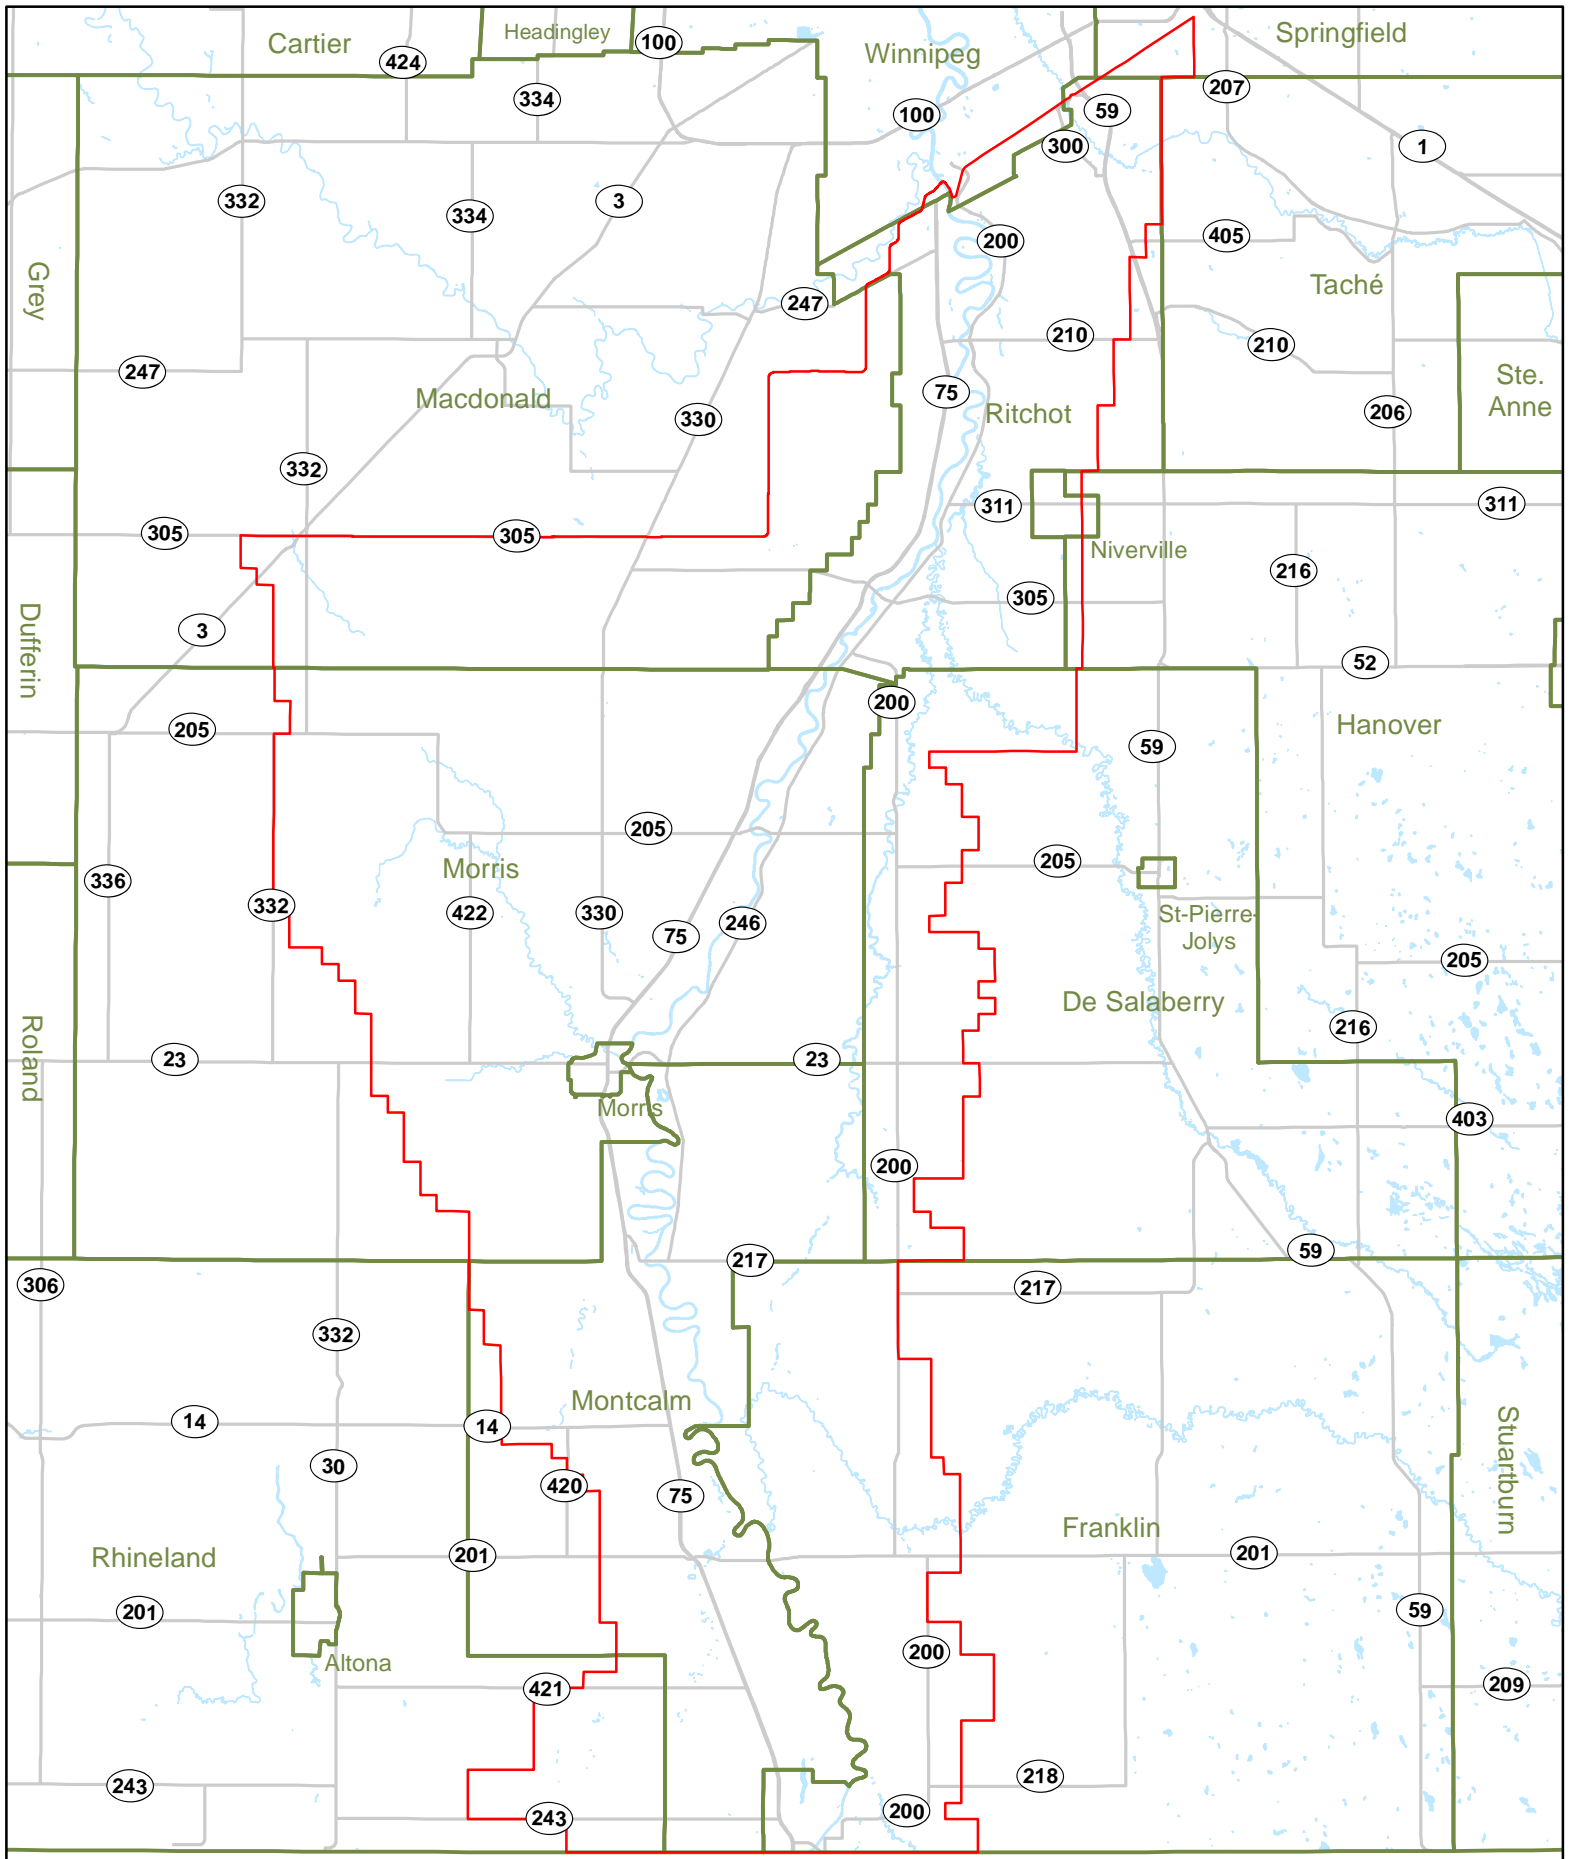 Cartier
Headingley
100
Winnipeg
Springfield
424
334
207
100
59
300
1
332
334
3
200
405
Grey
Taché
247
210
210
247
Macdonald
75
Ritchot
Ste.
Anne
330
206
332
305
305
311
311
Niverville
216
305
Dufferin
3
52
200
205
59
Hanover
205
205
Morris
336
332
422
330
75
246
St-Pierre-
Jolys
205
De Salaberry
216
Roland
23
23
Morris
403
200
217
59
306
217
332
Montcalm
14
14
30
420
75
Stuartburn
Franklin
Rhineland
201
201
201
59
200
Altona
421
209
243
218
243
200